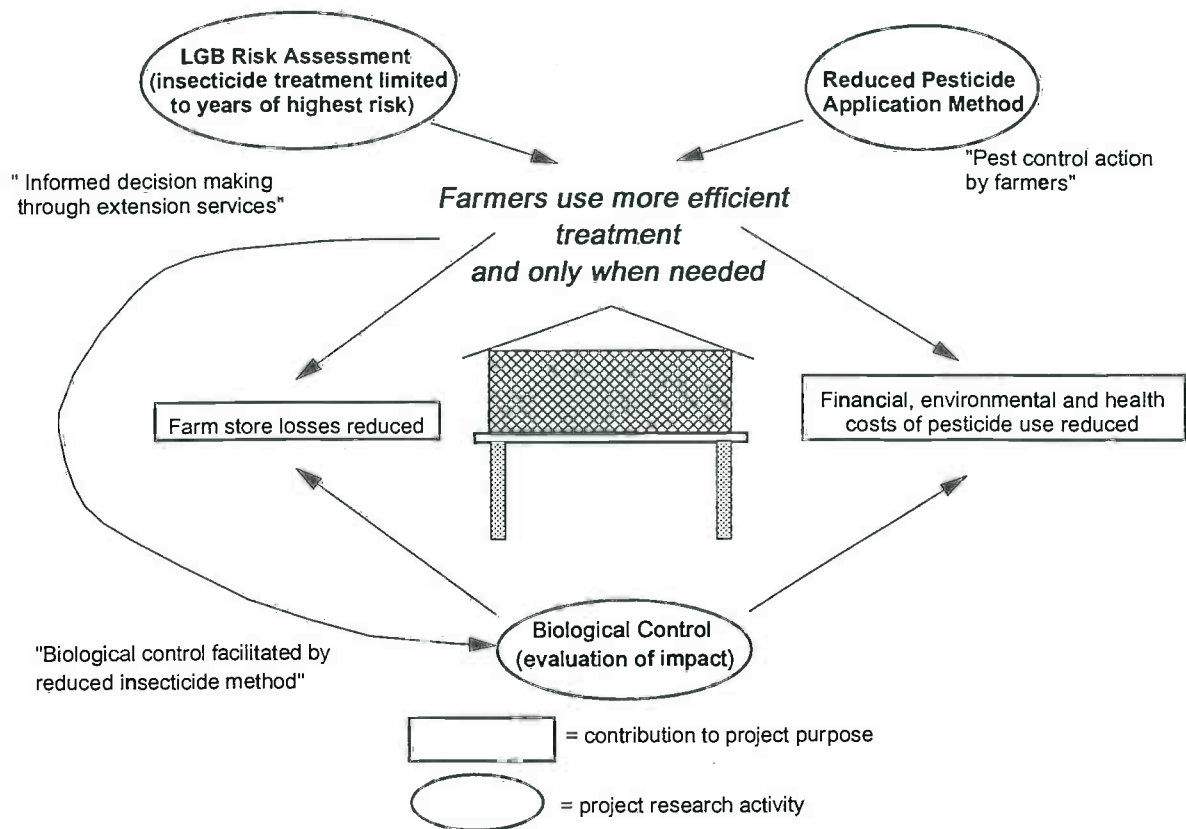 LGB Risk Assessment
(insecticide treatment limited
to years of highest risk)
Reduced Pesticide
Application Method
" Informed decision making
through extension services"
"Pest control action
by farmers"
Farmers use more efficient
treatment
and only when needed
Farm store losses reduced
Financial, environmental and health
costs of pesticide use reduced
Biological Control
(evaluation of impact)
"Biological control facilitated by
reduced insecticide method"
= contribution to project purpose
= project research activity